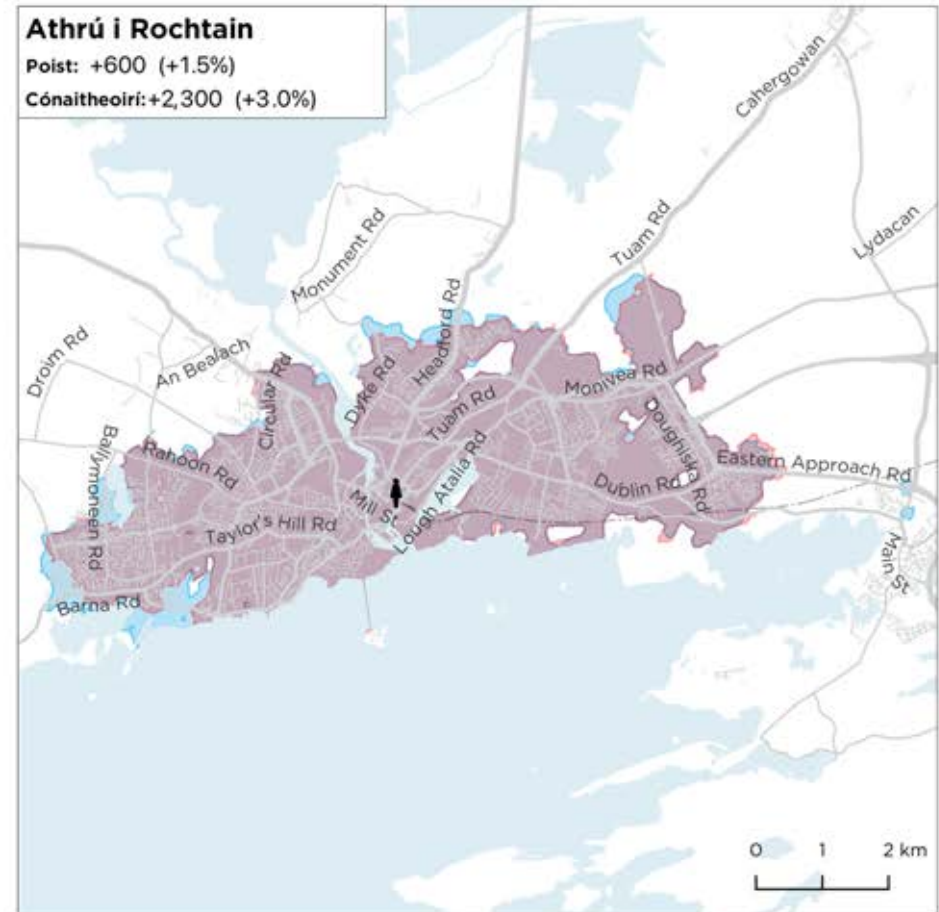 Athrú i Rochtain
Poist: +600 (+1.5%)
Cónaitheoirí: +2,300 (+3.0%)
Cahergowan
Lydacan
Tuam Rd
Monument Rd
Headford Rd
Droim Rd
An Bealach
Circular Rd
Dyke Rd
Monivea Rd
Tuam Rd
Doughiska Rd
Ballymoneen Rd
Rahoon Rd
Eastern Approach Rd
Lough Atalia Rd
Dublin Rd
Mill St
Taylor's Hill Rd
Main St
Barna Rd
0 1 2 km